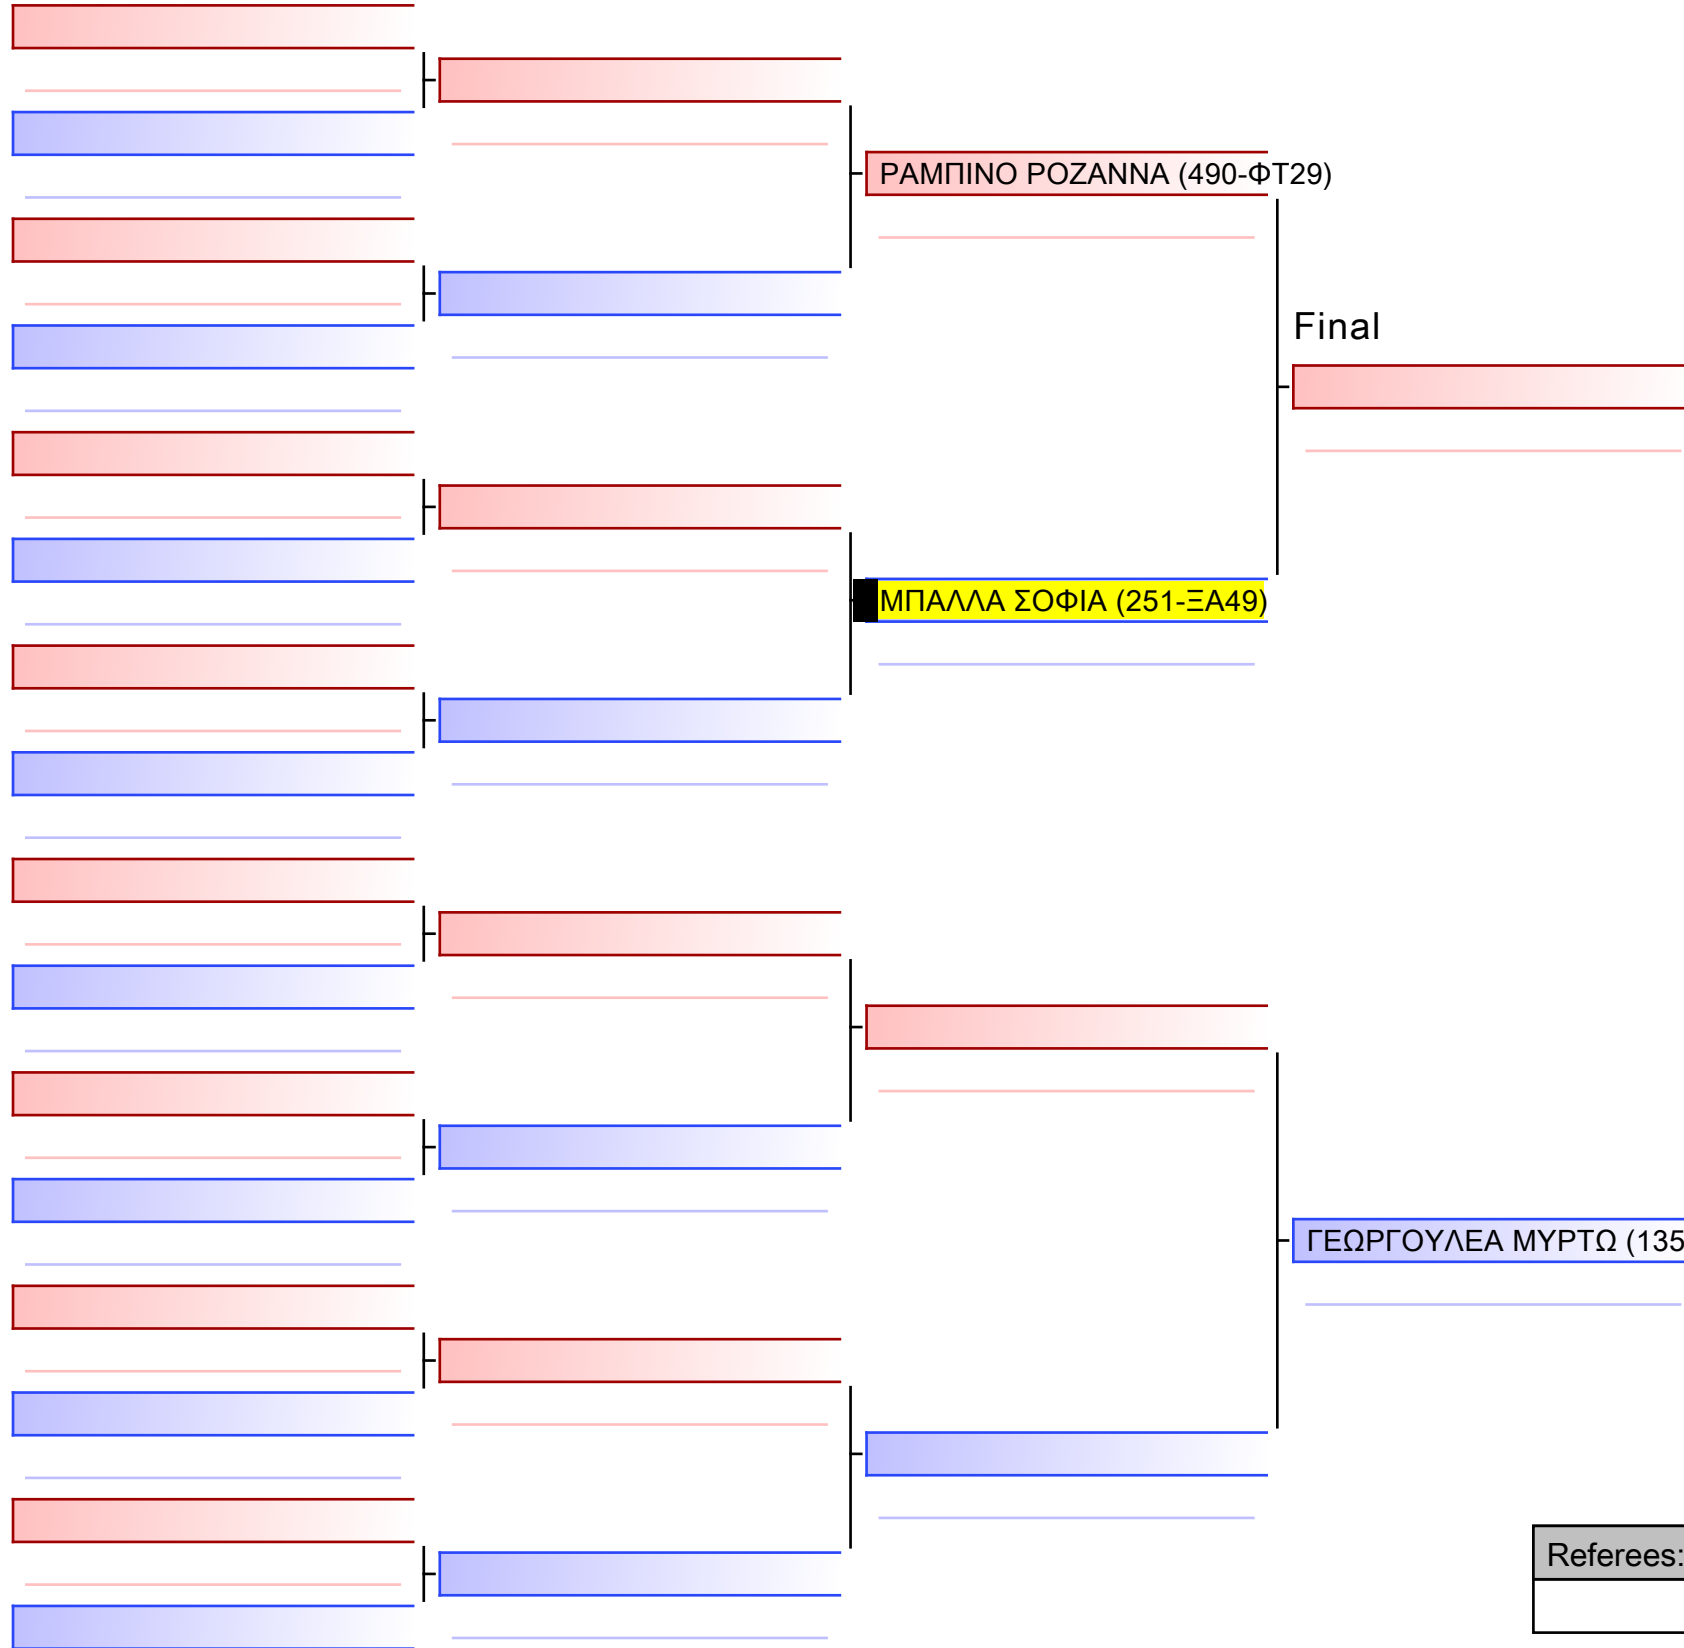 ΡΑΜΠΙΝΟ ΡΟΖΑΝΝΑ (490-ΦΤ29)
Final
ΜΠΑΛΛΑ ΣΟΦΙΑ (251-ΞΑ49)
ΓΕΩΡΓΟΥΛΕΑ ΜΥΡΤΩ (135
Referees: